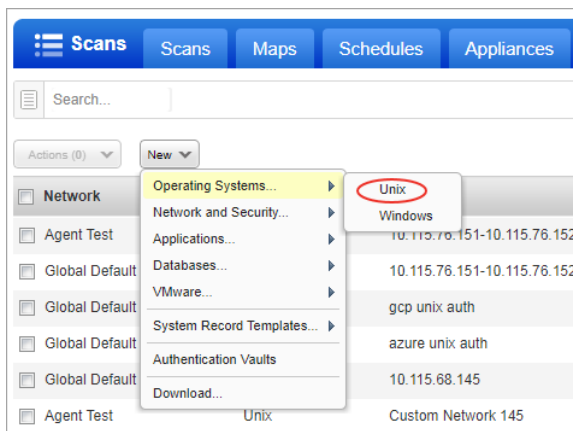 Scans Scans Maps Schedules Appliances
Search...
Actions (0) New
Network
Operating Systems... Unix
Network and Security... Windows
Agent Test Applications... 10.115.76.151-10.115.76.152
Global Default Databases... 10.115.76.151-10.115.76.152
VMware...
Global Default gcp unix auth
System Record Templates...
Global Default azure unix auth
Authentication Vaults
Global Default 10.115.68.145
Download...
Agent Test Unix Custom Network 145